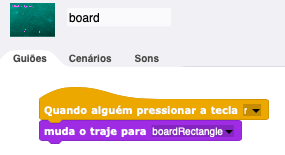 board
Guiões Cenários Sons
Quando alguém pressionar a tecla r
muda o traje para boardRectangle